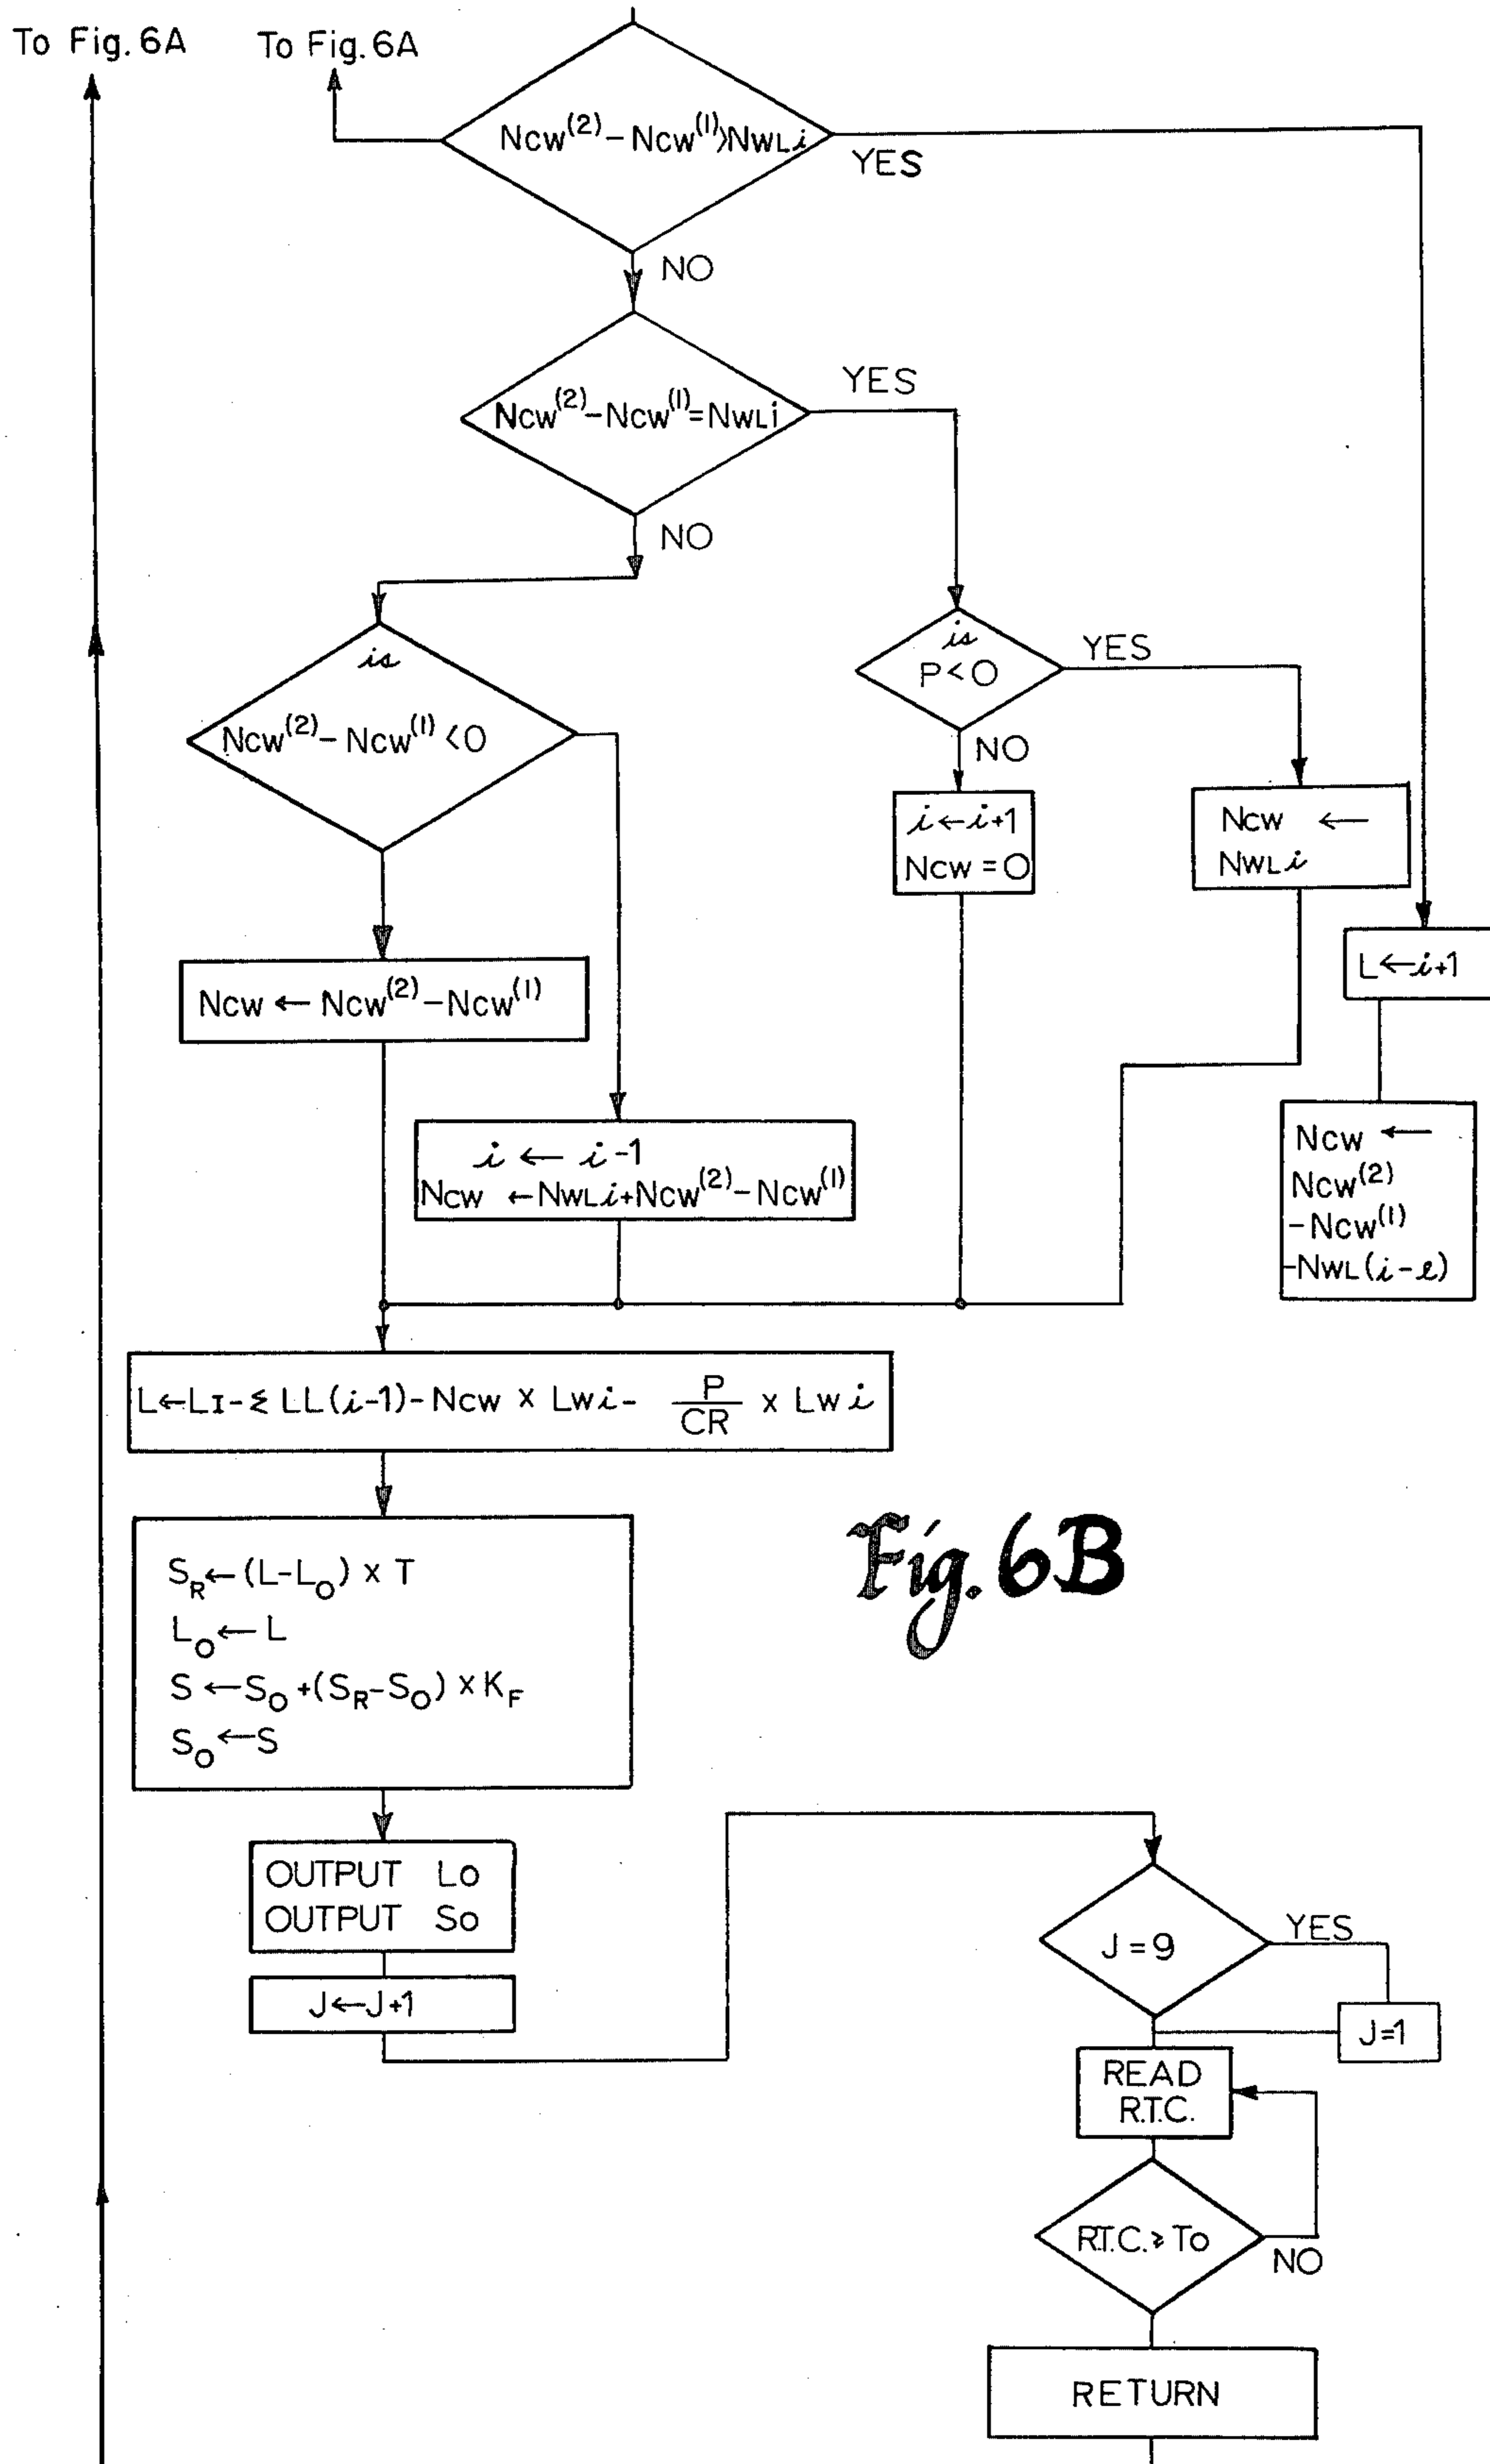 To Fig. 6A
To Fig. 6A
Ncw(2) – Ncw(1) > NWLi
YES
NO
Ncw(2) – Ncw(1) = NWLi
YES
NO
is
Ncw(2) – Ncw(1) < 0
is
P < 0
YES
NO
i ← i+1
Ncw = 0
Ncw ←
NWLi
L ← i+1
Ncw ← Ncw(2) – Ncw(1)
i ← i-1
Ncw ← NWLi + Ncw(2) – Ncw(1)
Ncw ←
Ncw(2)
– Ncw(1)
– NWL(i-e)
L ← LI - Σ LL(i-1) - Ncw x Lwi - P/CR x Lwi
SR ← (L-LO) x T
LO ← L
S ← SO + (SR-SO) x KF
SO ← S
Fig. 6B
OUTPUT Lo
OUTPUT So
J ← J+1
J = 9
YES
J=1
READ
R.T.C.
R.T.C. ≥ To
NO
RETURN